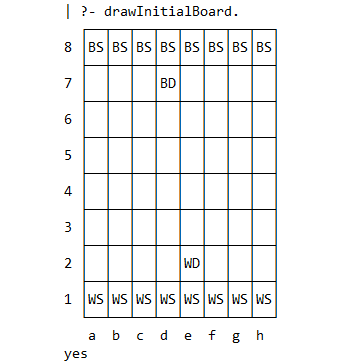 | ?- drawInitialBoard.
8 BS BS BS BS BS BS BS BS
7 BD
6
5
4
3
2 WD
1 WS WS WS WS WS WS WS WS
a b c d e f g h
yes